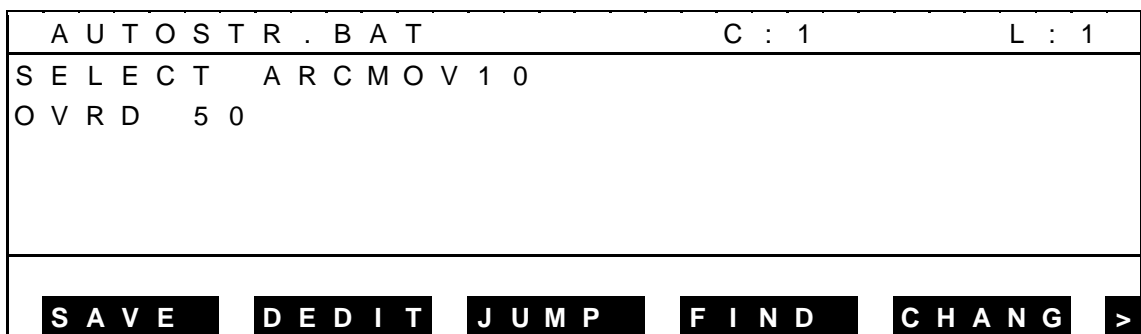 AUTOSTR.BAT C:1 L:1
SELECT ARCMOV10
OVRD 50
SAVE DEDIT JUMP FIND CHANG >